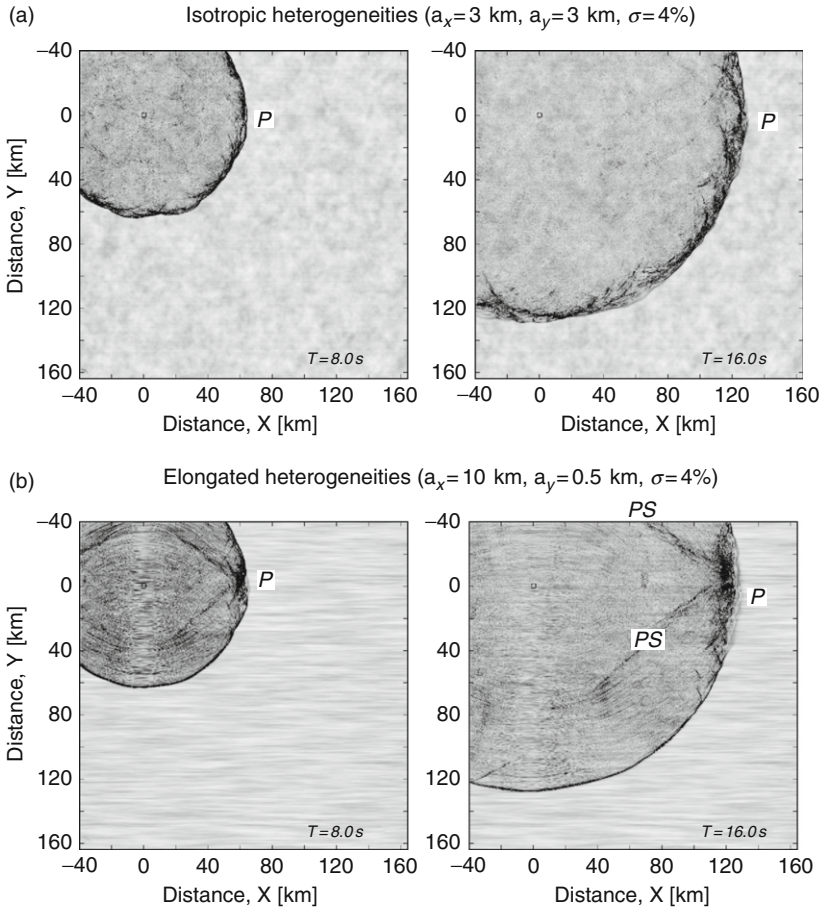 (a) Isotropic heterogeneities (aₓ= 3 km, a_y= 3 km, σ= 4%)
Distance, Y [km]
−40
0
40
80
120
160
P
T=8.0s
−40 0 40 80 120 160
Distance, X [km]
−40
0
40
80
120
160
P
T=16.0s
−40 0 40 80 120 160
Distance, X [km]
(b) Elongated heterogeneities (aₓ= 10 km, a_y= 0.5 km, σ= 4%)
Distance, Y [km]
−40
0
40
80
120
160
P
T=8.0s
−40 0 40 80 120 160
Distance, X [km]
PS
−40
0
40
80
120
160
P
PS
T=16.0s
−40 0 40 80 120 160
Distance, X [km]